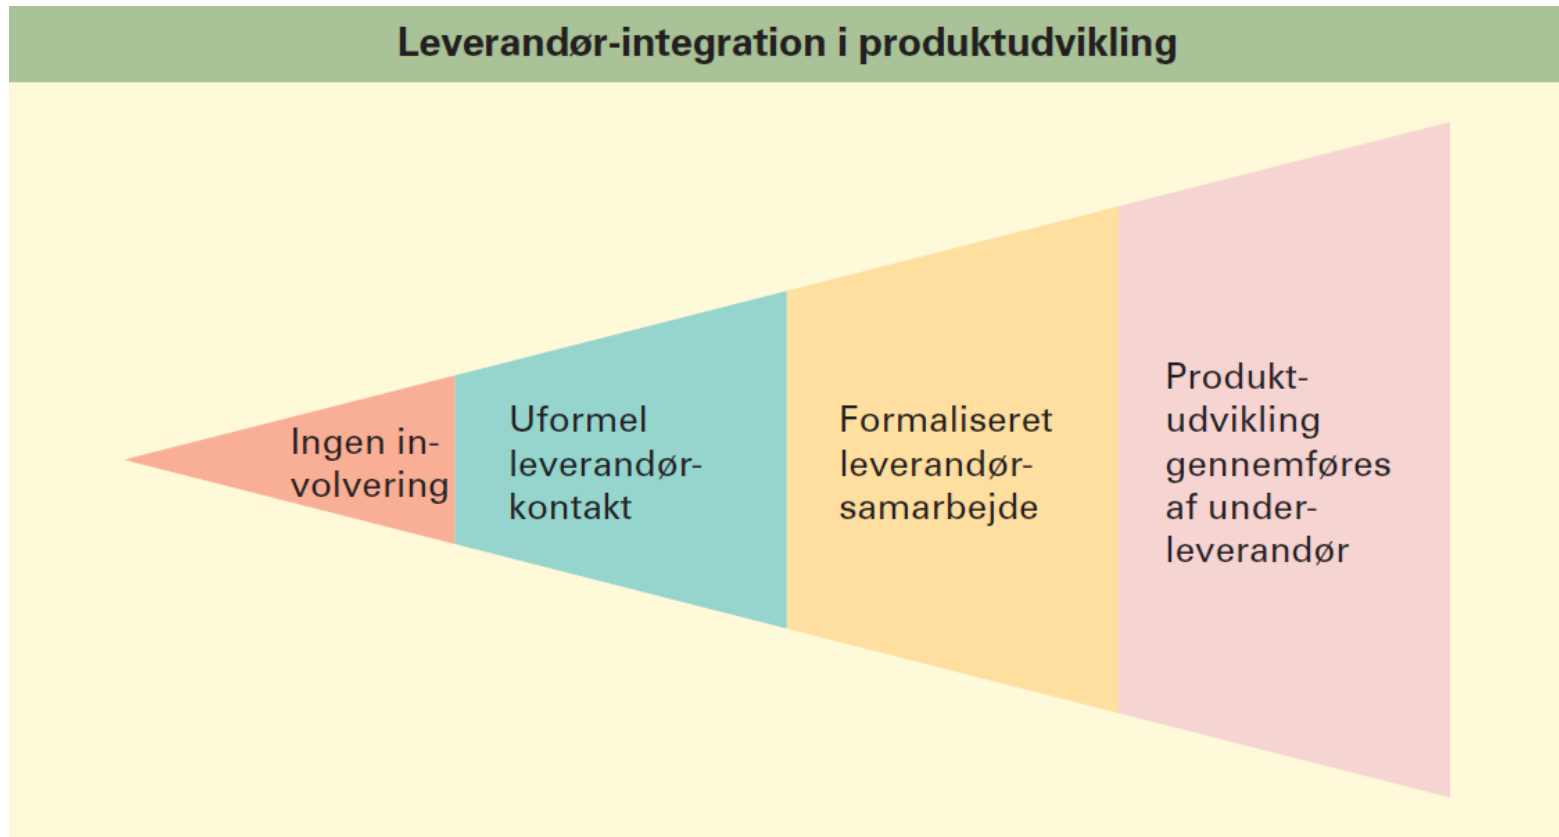 Leverandør-integration i produktudvikling
Ingen in-
volvering
Uformel
leverandør-
kontakt
Formaliseret
leverandør-
samarbejde
Produkt-
udvikling
gennemføres
af under-
leverandør